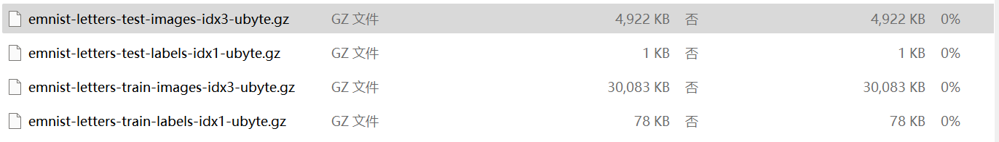 emnist-letters-test-images-idx3-ubyte.gz GZ 文件 4,922 KB 否 4,922 KB 0%
emnist-letters-test-labels-idx1-ubyte.gz GZ 文件 1 KB 否 1 KB 0%
emnist-letters-train-images-idx3-ubyte.gz GZ 文件 30,083 KB 否 30,083 KB 0%
emnist-letters-train-labels-idx1-ubyte.gz GZ 文件 78 KB 否 78 KB 0%